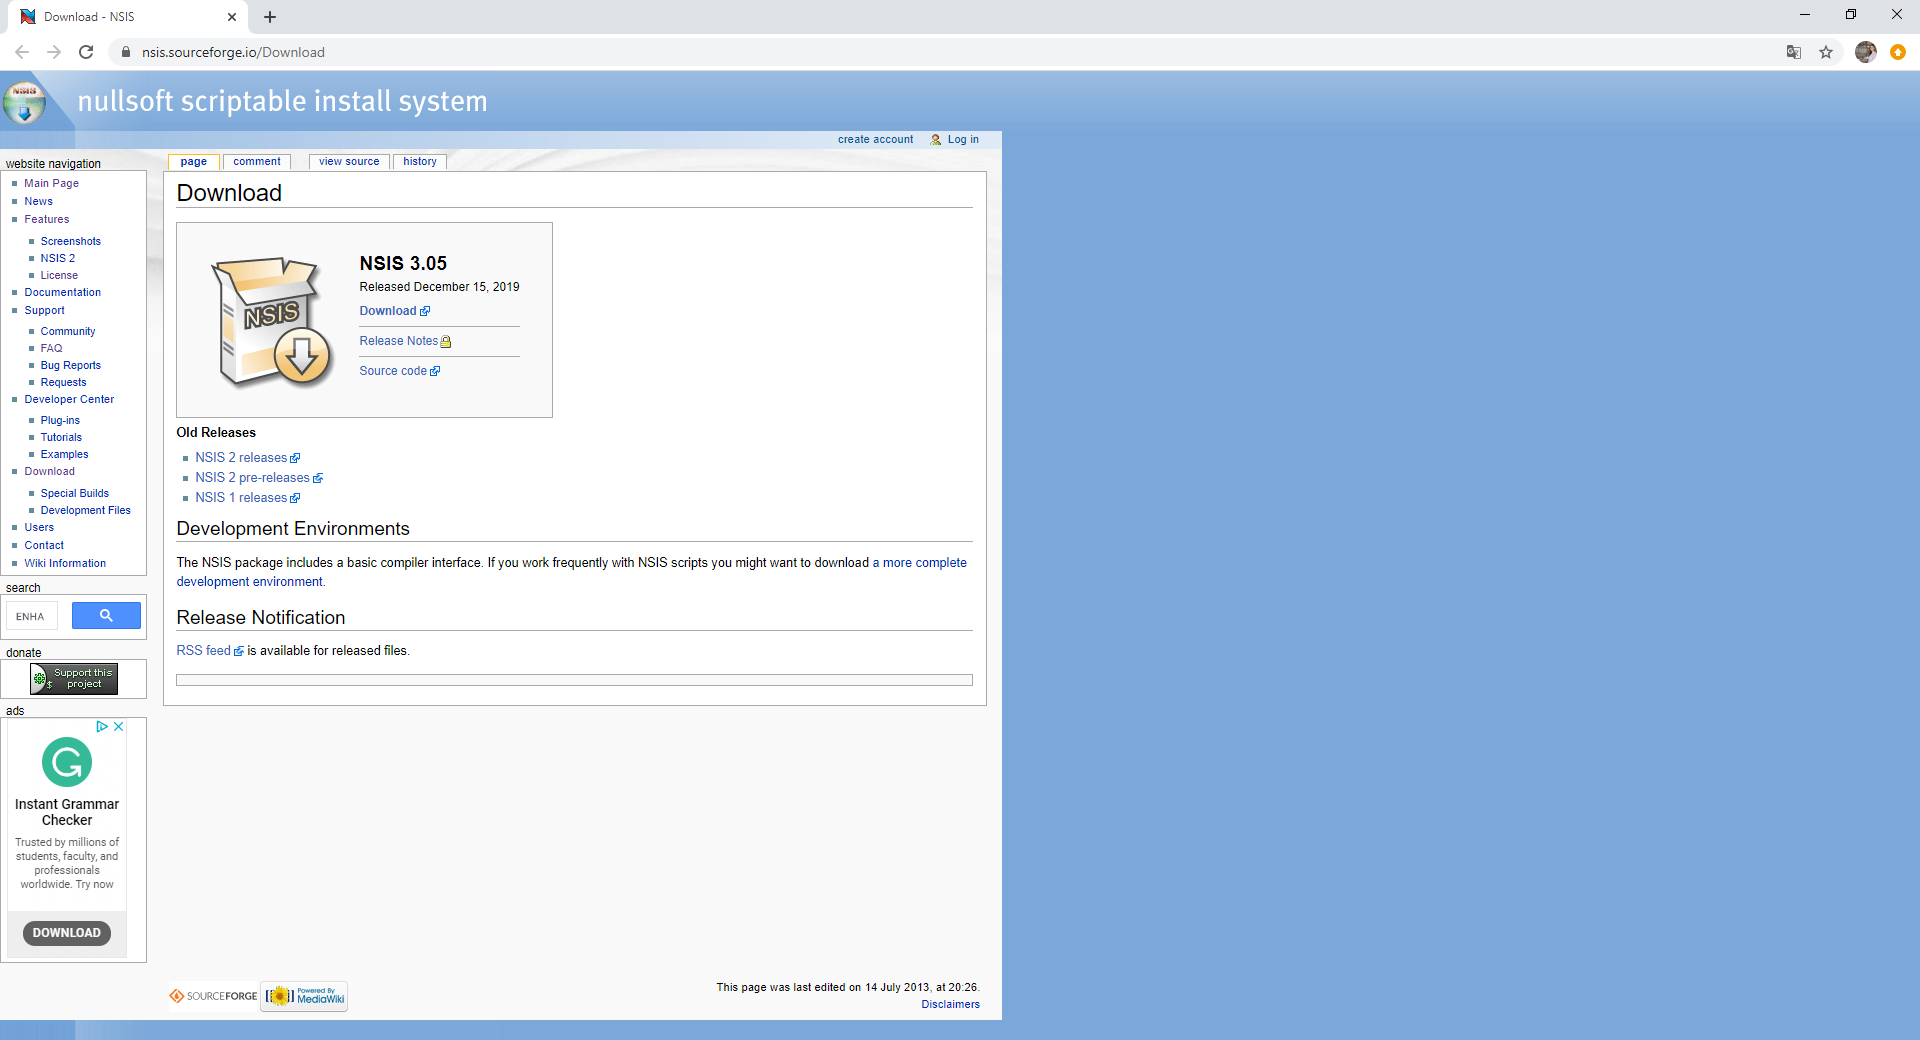 Download - NSIS
nsis.sourceforge.io/Download
NSIS
nullsoft scriptable install system
create account Log in
website navigation
Main Page
News
Features
Screenshots
NSIS 2
License
Documentation
Support
Community
FAQ
Bug Reports
Requests
Developer Center
Plug-ins
Tutorials
Examples
Download
Special Builds
Development Files
Users
Contact
Wiki Information
search
ENHA
donate
Support this
$ project
ads
Instant Grammar
Checker
Trusted by millions of
students, faculty, and
professionals
worldwide. Try now
DOWNLOAD
page comment view source history
Download
NSIS
NSIS 3.05
Released December 15, 2019
Download
Release Notes
Source code
Old Releases
NSIS 2 releases
NSIS 2 pre-releases
NSIS 1 releases
Development Environments
The NSIS package includes a basic compiler interface. If you work frequently with NSIS scripts you might want to download a more complete
development environment.
Release Notification
RSS feed is available for released files.
SOURCEFORGE
Powered By
MediaWiki
This page was last edited on 14 July 2013, at 20:26.
Disclaimers